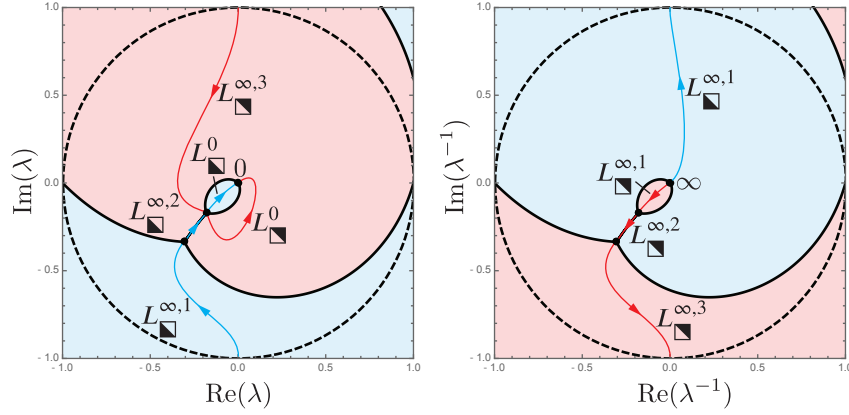 1.0
0.5
0.0
-0.5
-1.0
-1.0 -0.5 0.0 0.5 1.0
Im(λ)
Re(λ)
L^{∞,3}_◩
L^0_◩
0
L^{∞,2}_◩
L^0_◩
L^{∞,1}_◩
1.0
0.5
0.0
-0.5
-1.0
-1.0 -0.5 0.0 0.5 1.0
Im(λ^{-1})
Re(λ^{-1})
L^{∞,1}_◩
L^{∞,1}_◩
∞
L^{∞,2}_◩
L^{∞,3}_◩